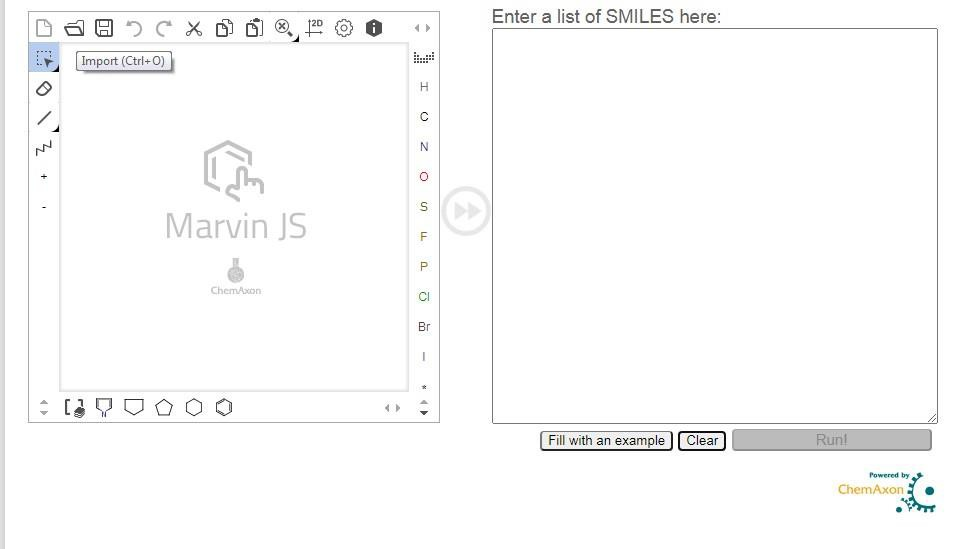 Enter a list of SMILES here:
2D
Import (Ctrl+O)
H
C
N
O
S
F
P
Cl
Br
I
*
+
-
Marvin JS
ChemAxon
N
Fill with an example
Clear
Run!
Powered by
ChemAxon